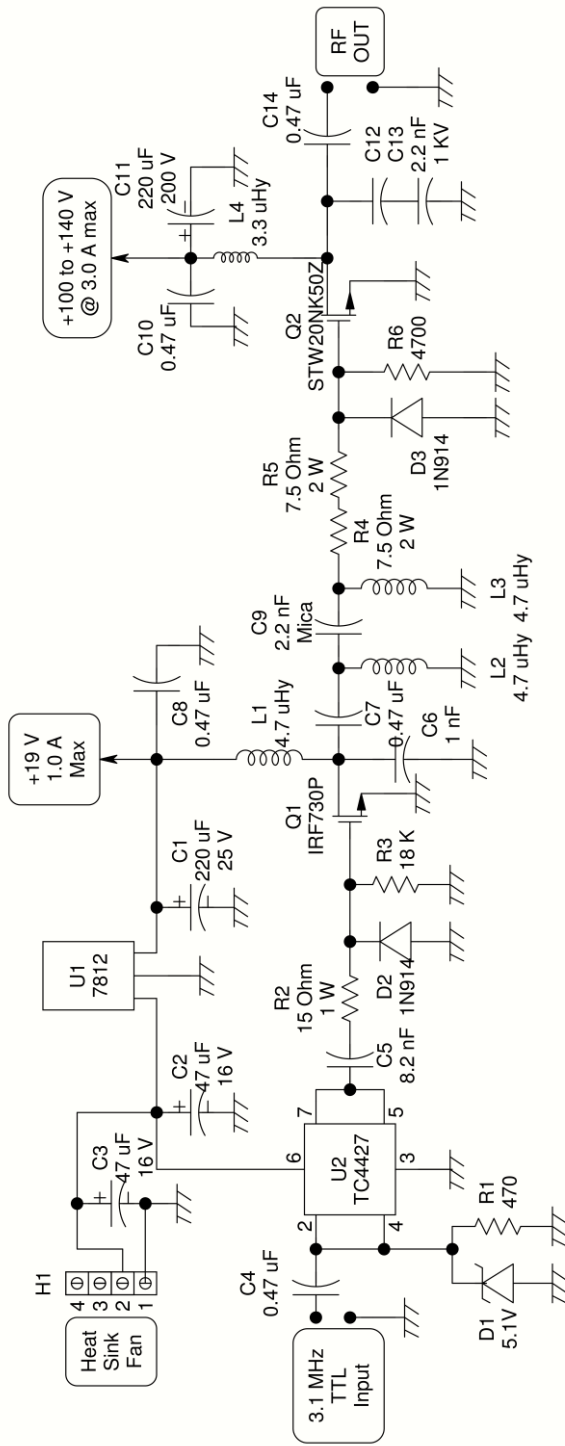 Heat
Sink
Fan
H1
4
3
2
1
C3
47 uF
16 V
C2
47 uF
16 V
U1
7812
C1
220 uF
25 V
+19 V
1.0 A
Max
C8
0.47 uF
L1
4.7 uHy
3.1 MHz
TTL
Input
C4
0.47 uF
D1
5.1V
R1
470
2
4
6
3
7
5
U2
TC4427
C5
8.2 nF
R2
15 Ohm
1 W
D2
1N914
R3
18 K
Q1
IRF730P
C7
0.47 uF
C6
1 nF
L2
4.7 uHy
C9
2.2 nF
Mica
L3
4.7 uHy
R4
7.5 Ohm
2 W
R5
7.5 Ohm
2 W
D3
1N914
R6
4700
Q2
STW20NK50Z
+100 to +140 V
@ 3.0 A max
C10
0.47 uF
C11
220 uF
200 V
L4
3.3 uHy
C12
C13
2.2 nF
1 KV
C14
0.47 uF
RF
OUT